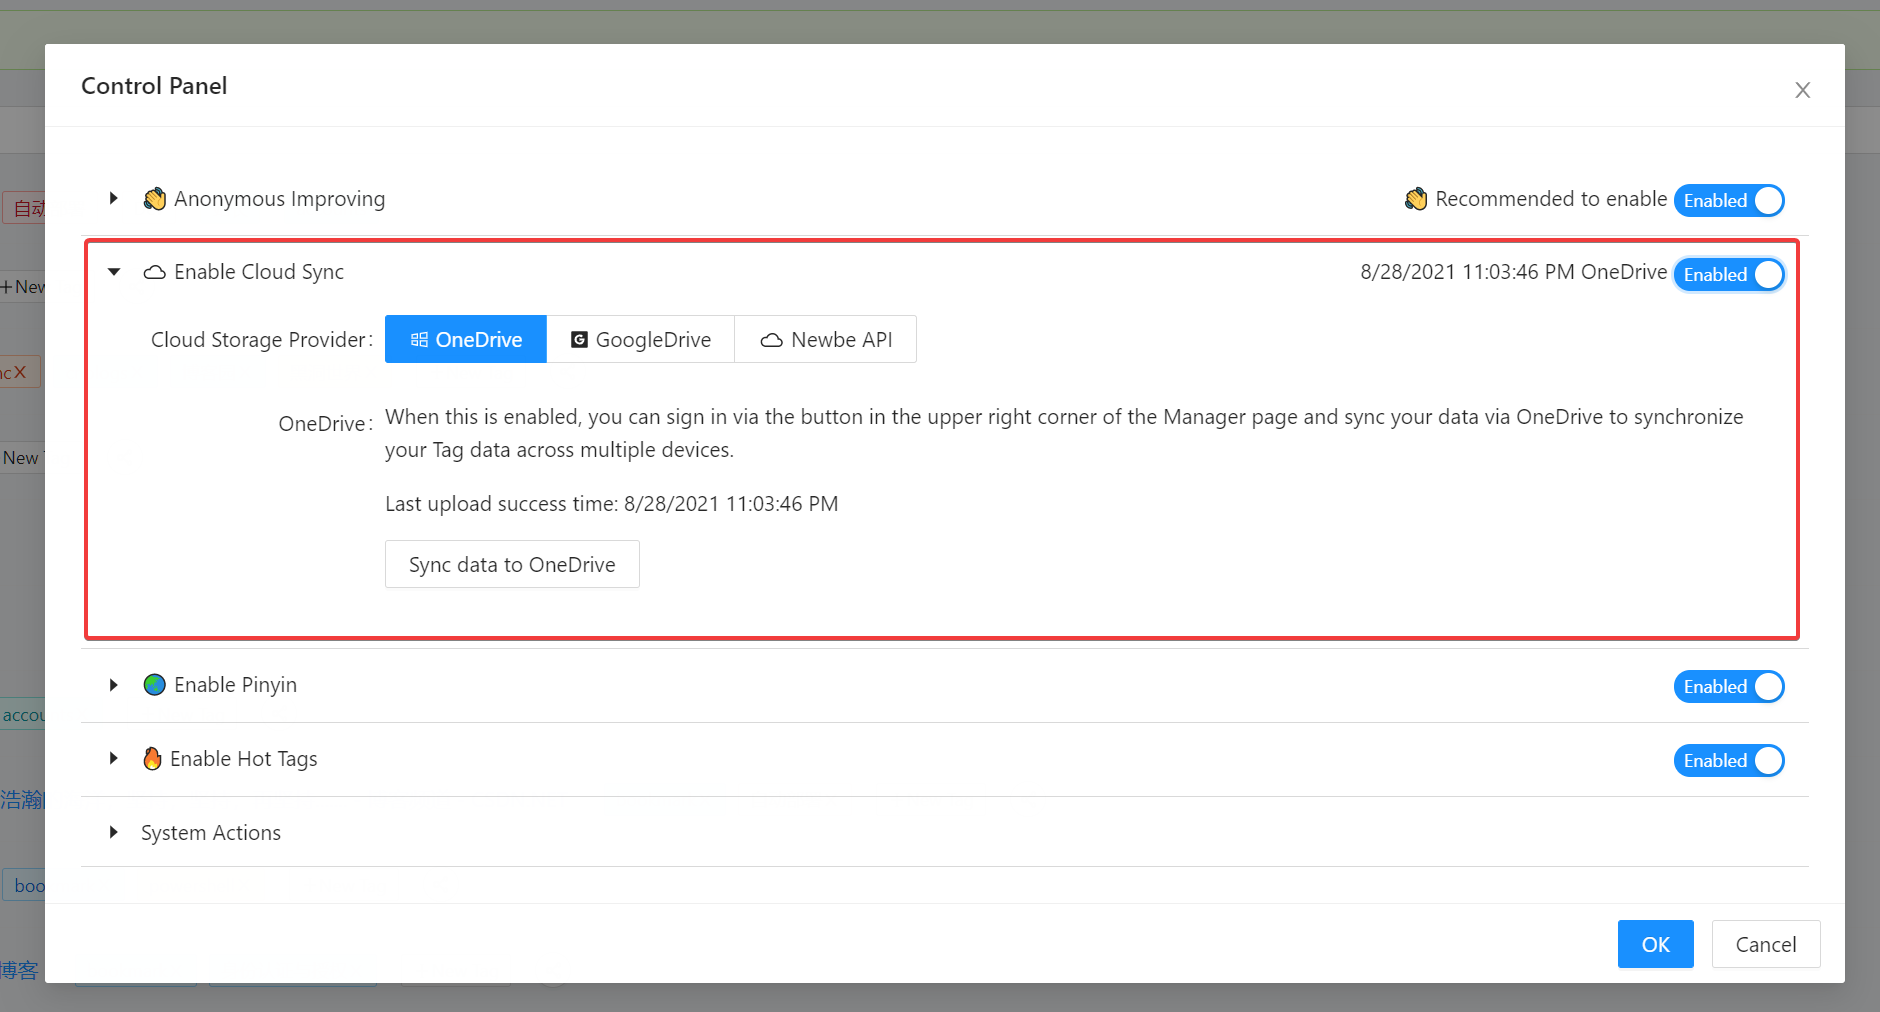 Control Panel
Anonymous Improving
Recommended to enable
Enabled
自动
Enable Cloud Sync
8/28/2021 11:03:46 PM OneDrive
Enabled
New
Cloud Storage Provider:
OneDrive
GoogleDrive
Newbe API
OneDrive:
When this is enabled, you can sign in via the button in the upper right corner of the Manager page and sync your data via OneDrive to synchronize
your Tag data across multiple devices.
New
Last upload success time: 8/28/2021 11:03:46 PM
Sync data to OneDrive
Enable Pinyin
Enabled
Enable Hot Tags
Enabled
浩瀚
System Actions
OK
Cancel
博客